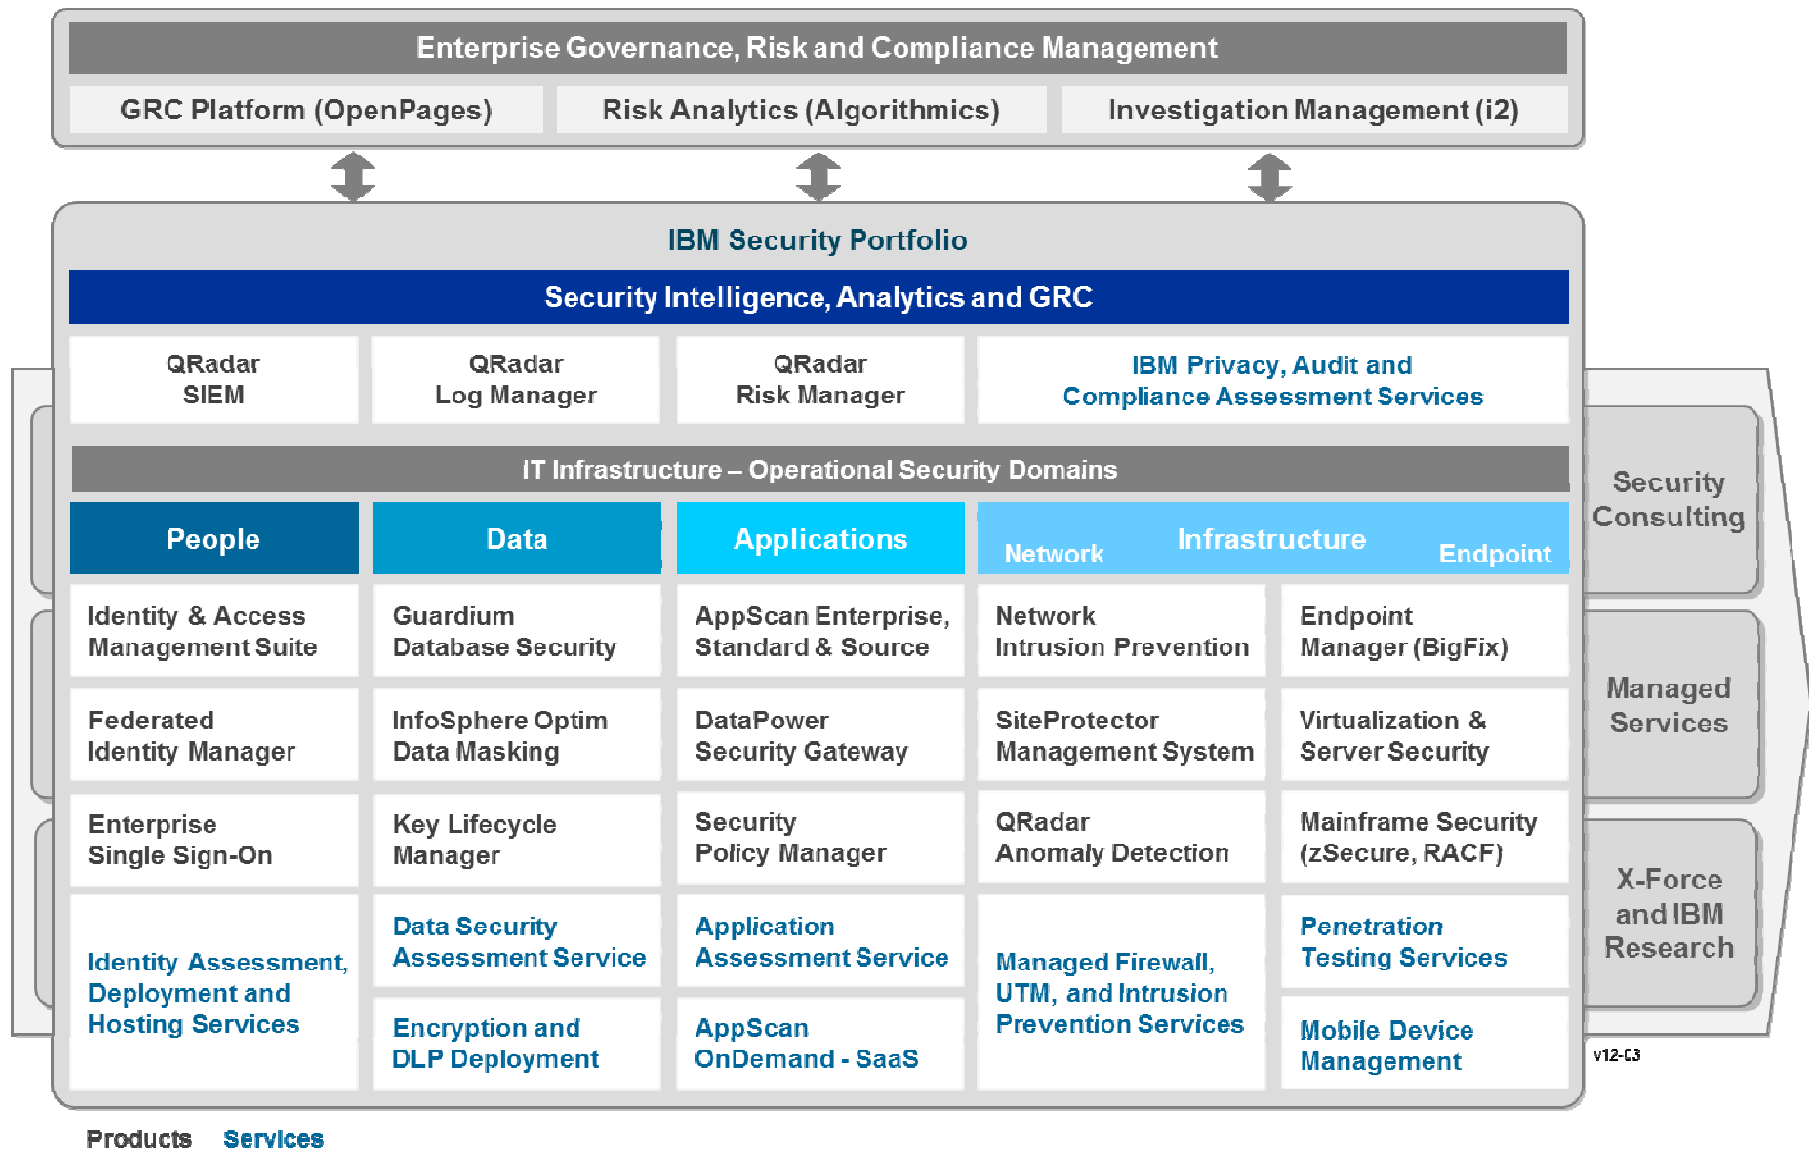 Enterprise Governance, Risk and Compliance Management
GRC Platform (OpenPages)
Risk Analytics (Algorithmics)
Investigation Management (i2)
IBM Security Portfolio
Security Intelligence, Analytics and GRC
QRadar
SIEM
QRadar
Log Manager
QRadar
Risk Manager
IBM Privacy, Audit and
Compliance Assessment Services
IT Infrastructure – Operational Security Domains
People
Data
Applications
Network
Infrastructure
Endpoint
Identity & Access
Management Suite
Guardium
Database Security
AppScan Enterprise,
Standard & Source
Network
Intrusion Prevention
Endpoint
Manager (BigFix)
Federated
Identity Manager
InfoSphere Optim
Data Masking
DataPower
Security Gateway
SiteProtector
Management System
Virtualization &
Server Security
Enterprise
Single Sign-On
Key Lifecycle
Manager
Security
Policy Manager
QRadar
Anomaly Detection
Mainframe Security
(zSecure, RACF)
Identity Assessment,
Deployment and
Hosting Services
Data Security
Assessment Service
Encryption and
DLP Deployment
Application
Assessment Service
AppScan
OnDemand - SaaS
Managed Firewall,
UTM, and Intrusion
Prevention Services
Penetration
Testing Services
Mobile Device
Management
Security
Consulting
Managed
Services
X-Force
and IBM
Research
v12-03
Products
Services